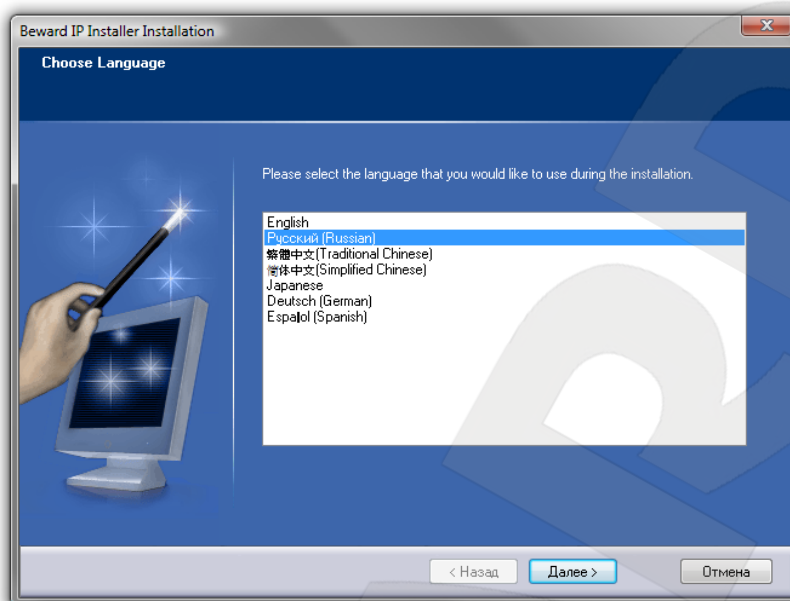 Beward IP Installer Installation
Choose Language
Please select the language that you would like to use during the installation.
English
Русский (Russian)
繁體中文(Traditional Chinese)
简体中文(Simplified Chinese)
Japanese
Deutsch (German)
Espaþol (Spanish)
< Назад
Далее >
Отмена